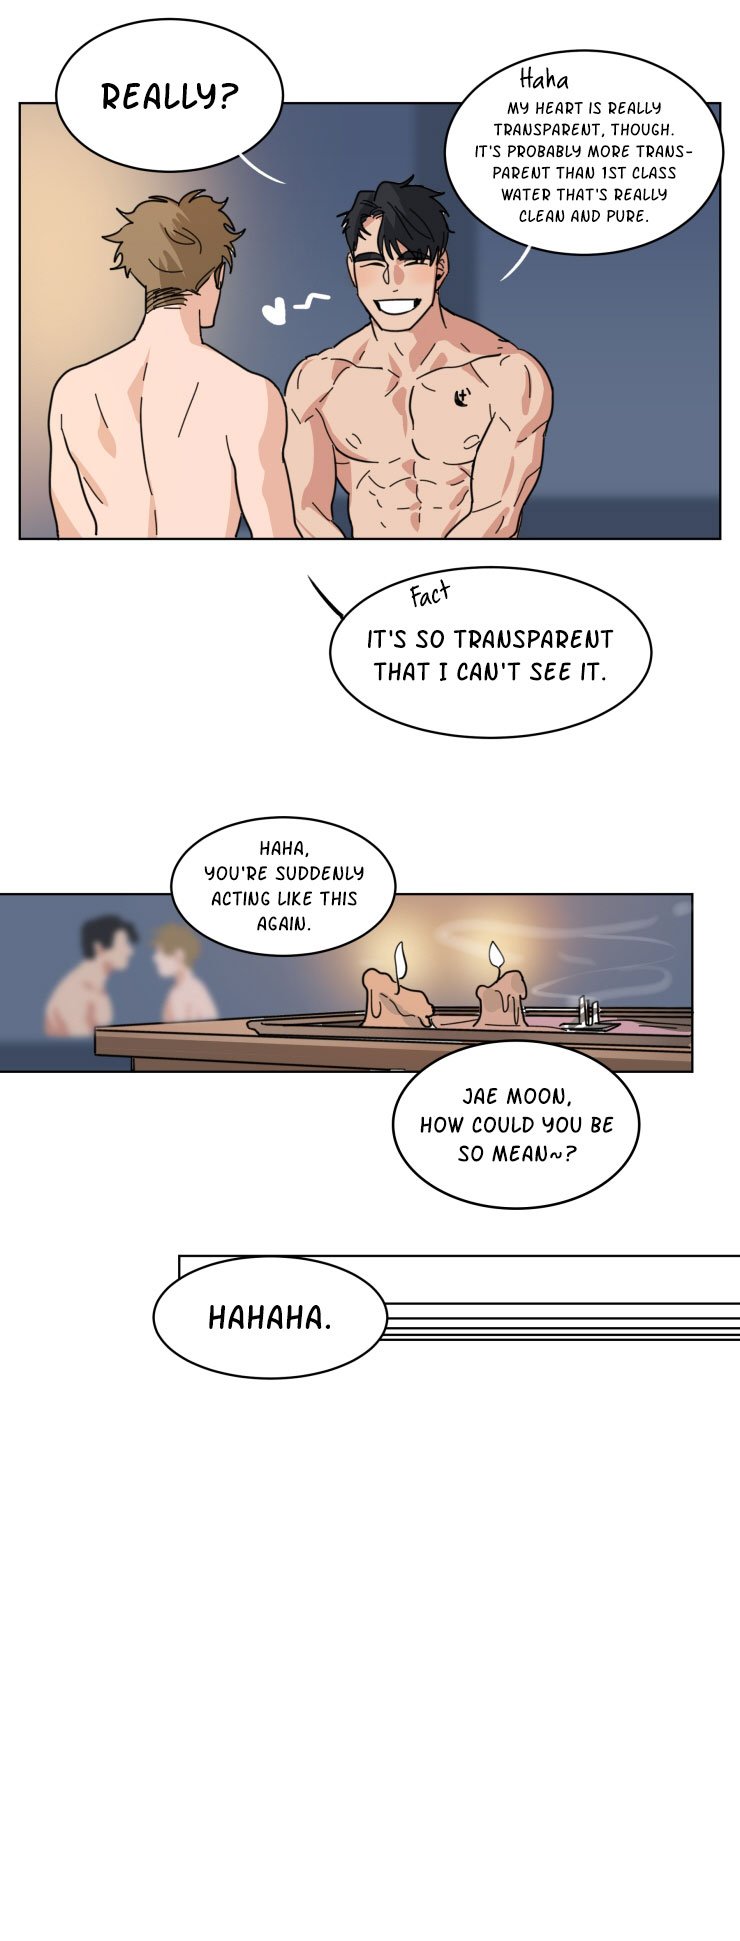 REALLY?
Haha
MY HEART IS REALLY
TRANSPARENT, THOUGH.
IT'S PROBABLY MORE TRANS-
PARENT THAN 1ST CLASS
WATER THAT'S REALLY
CLEAN AND PURE.
Fact
IT'S SO TRANSPARENT
THAT I CAN'T SEE IT.
HAHA,
YOU'RE SUDDENLY
ACTING LIKE THIS
AGAIN.
JAE MOON,
HOW COULD YOU BE
SO MEAN~?
HAHAHA.